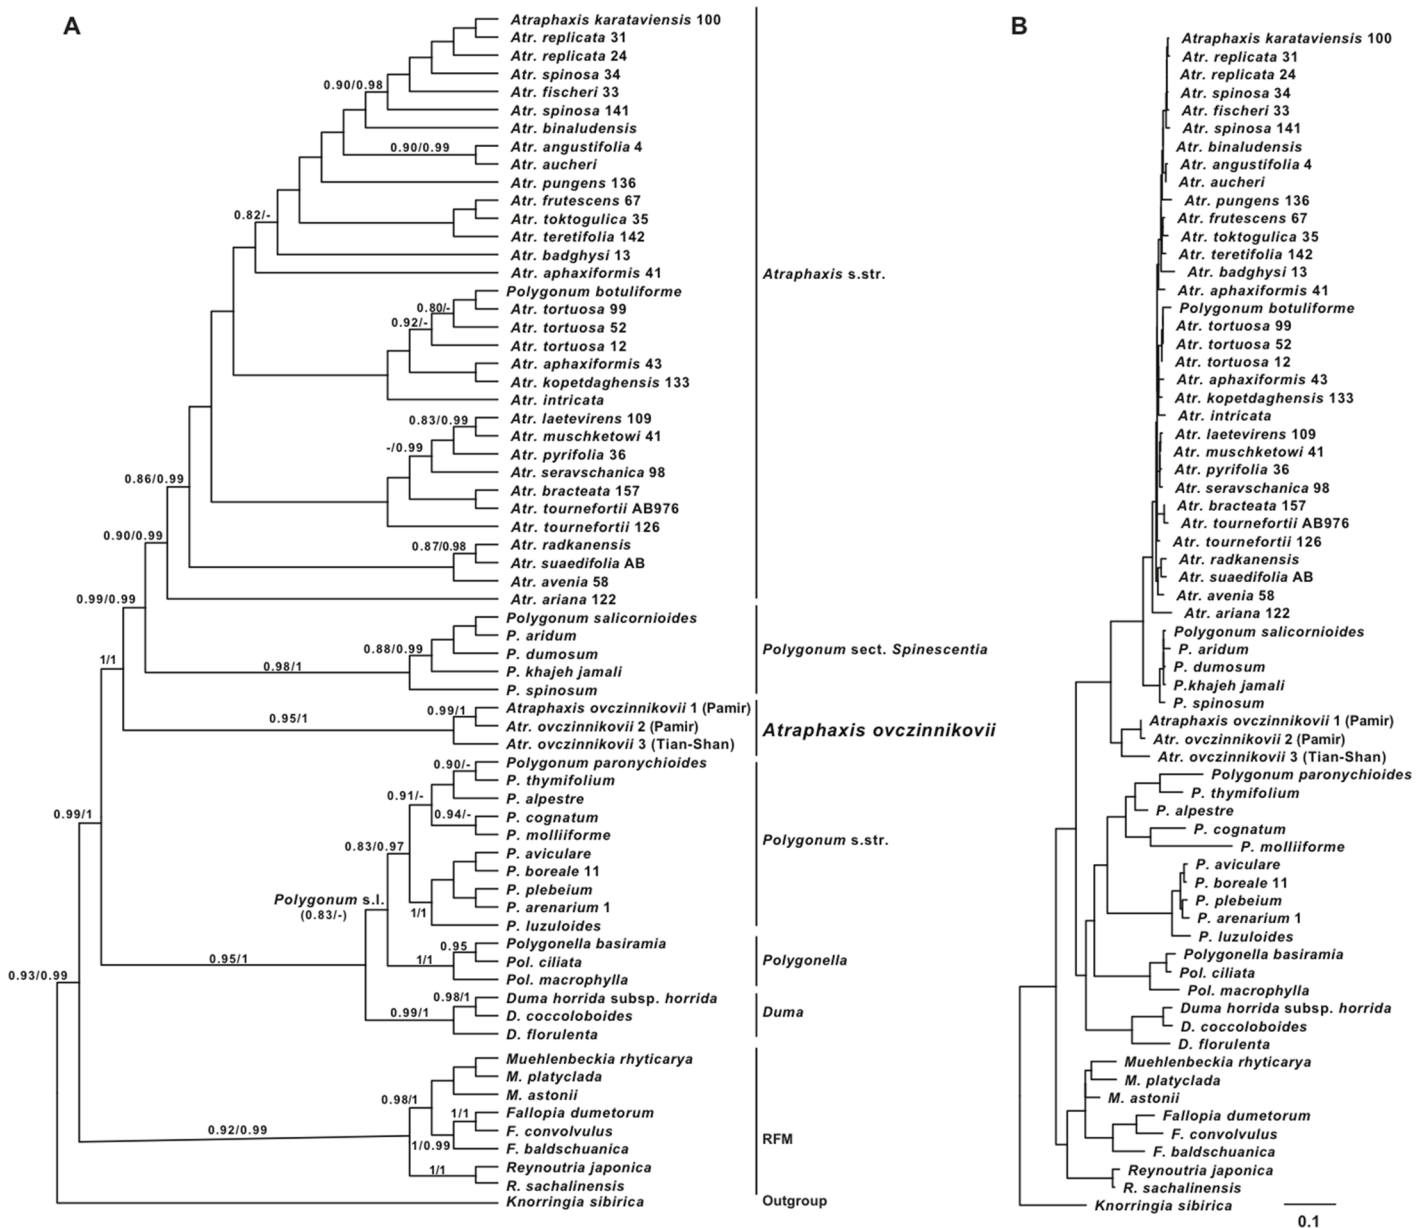 A
Atraphaxis karataviensis 100
Atr. replicata 31
Atr. replicata 24
Atr. spinosa 34
0.90/0.98
Atr. fischeri 33
Atr. spinosa 141
Atr. binaludensis
0.90/0.99
Atr. angustifolia 4
Atr. aucheri
Atr. pungens 136
Atr. frutescens 67
0.82/-
Atr. toktogulica 35
Atr. teretifolia 142
Atr. badghysi 13
Atr. aphaxiformis 41
Atraphaxis s.str.
Polygonum botuliforme
0.80/-
Atr. tortuosa 99
0.92/-
Atr. tortuosa 52
Atr. tortuosa 12
Atr. aphaxiformis 43
Atr. kopetdaghensis 133
Atr. intricata
0.83/0.99
Atr. laetevirens 109
Atr. muschketowi 41
-/0.99
Atr. pyrifolia 36
Atr. seravschanica 98
0.86/0.99
Atr. bracteata 157
Atr. tournefortii AB976
Atr. tournefortii 126
0.90/0.99
0.87/0.98
Atr. radkanensis
Atr. suaedifolia AB
Atr. avenia 58
0.99/0.99
Atr. ariana 122
Polygonum salicornioides
P. aridum
0.88/0.99
P. dumosum
Polygonum sect. Spinescentia
1/1
0.98/1
P. khajeh jamali
P. spinosum
0.99/1
Atraphaxis ovczinnikovii 1 (Pamir)
0.95/1
Atr. ovczinnikovii 2 (Pamir)
Atraphaxis ovczinnikovii
Atr. ovczinnikovii 3 (Tian-Shan)
0.90/-
Polygonum paronychioides
P. thymifolium
0.91/-
P. alpestre
0.99/1
0.94/-
P. cognatum
P. molliiforme
Polygonum s.str.
0.83/0.97
P. aviculare
P. boreale 11
P. plebeium
Polygonum s.l.
(0.83/-)
1/1
P. arenarium 1
P. luzuloides
0.95
Polygonella basiramia
0.95/1
1/1
Pol. ciliata
Polygonella
0.93/0.99
Pol. macrophylla
0.98/1
Duma horrida subsp. horrida
0.99/1
D. coccoloboides
Duma
D. florulenta
Muehlenbeckia rhyticarya
M. platyclada
0.98/1
M. astonii
1/1
Fallopia dumetorum
0.92/0.99
F. convolvulus
RFM
1/0.99
F. baldschuanica
1/1
Reynoutria japonica
R. sachalinensis
Knorringia sibirica
Outgroup
B
Atraphaxis karataviensis 100
Atr. replicata 31
Atr. replicata 24
Atr. spinosa 34
Atr. fischeri 33
Atr. spinosa 141
Atr. binaludensis
Atr. angustifolia 4
Atr. aucheri
Atr. pungens 136
Atr. frutescens 67
Atr. toktogulica 35
Atr. teretifolia 142
Atr. badghysi 13
Atr. aphaxiformis 41
Polygonum botuliforme
Atr. tortuosa 99
Atr. tortuosa 52
Atr. tortuosa 12
Atr. aphaxiformis 43
Atr. kopetdaghensis 133
Atr. intricata
Atr. laetevirens 109
Atr. muschketowi 41
Atr. pyrifolia 36
Atr. seravschanica 98
Atr. bracteata 157
Atr. tournefortii AB976
Atr. tournefortii 126
Atr. radkanensis
Atr. suaedifolia AB
Atr. avenia 58
Atr. ariana 122
Polygonum salicornioides
P. aridum
P. dumosum
P.khajeh jamali
P. spinosum
Atraphaxis ovczinnikovii 1 (Pamir)
Atr. ovczinnikovii 2 (Pamir)
Atr. ovczinnikovii 3 (Tian-Shan)
Polygonum paronychioides
P. thymifolium
P. alpestre
P. cognatum
P. molliiforme
P. aviculare
P. boreale 11
P. plebeium
P. arenarium 1
P. luzuloides
Polygonella basiramia
Pol. ciliata
Pol. macrophylla
Duma horrida subsp. horrida
D. coccoloboides
D. florulenta
Muehlenbeckia rhyticarya
M. platyclada
M. astonii
Fallopia dumetorum
F. convolvulus
F. baldschuanica
Reynoutria japonica
R. sachalinensis
Knorringia sibirica
0.1